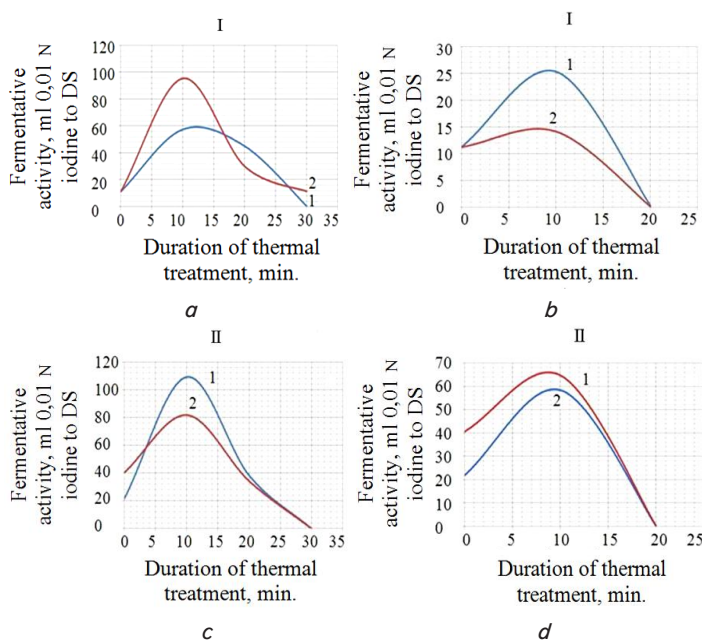 I
Fermentative
activity, ml 0,01 N
iodine to DS
120
100
80
60
40
20
0
1
2
0 5 10 15 20 25 30 35
Duration of thermal
treatment, min.
a
I
Fermentative
activity, ml 0,01 N
iodine to DS
30
25
20
15
10
5
0
1
2
0 5 10 15 20 25
Duration of thermal
treatment, min.
b
II
Fermentative
activity, ml 0,01 N
iodine to DS
120
100
80
60
40
20
0
1
2
0 5 10 15 20 25 30 35
Duration of thermal
treatment, min.
c
II
Fermentative
activity, ml 0,01 N
iodine to DS
70
60
50
40
30
20
10
0
1
2
0 5 10 15 20 25
Duration of thermal
treatment, min.
d